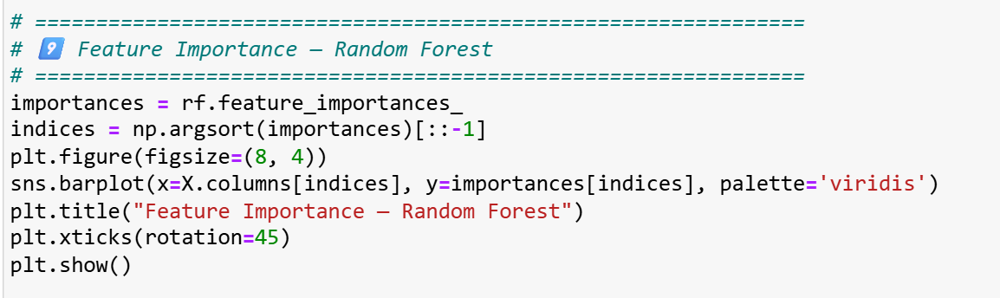 # ===============================================================
# 9️⃣ Feature Importance – Random Forest
# ===============================================================
importances = rf.feature_importances_
indices = np.argsort(importances)[::-1]
plt.figure(figsize=(8, 4))
sns.barplot(x=X.columns[indices], y=importances[indices], palette='viridis')
plt.title("Feature Importance – Random Forest")
plt.xticks(rotation=45)
plt.show()